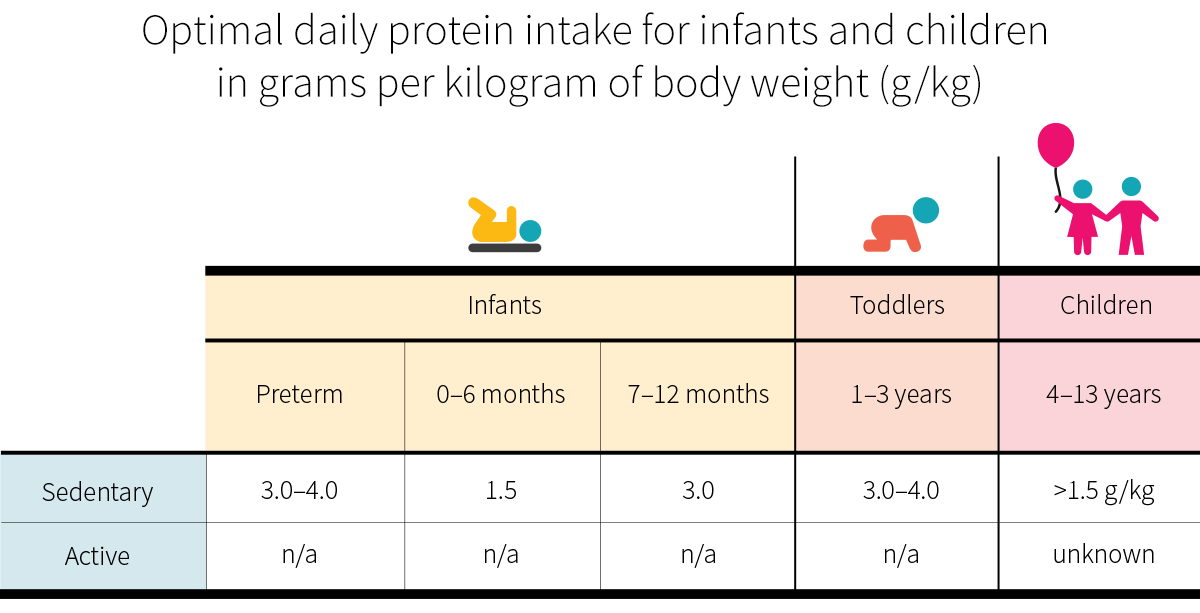 Optimal daily protein intake for infants and children
in grams per kilogram of body weight (g/kg)
Infants Toddlers Children
Preterm 0–6 months 7–12 months 1–3 years 4–13 years
Sedentary 3.0–4.0 1.5 3.0 3.0–4.0 >1.5 g/kg
Active n/a n/a n/a n/a unknown